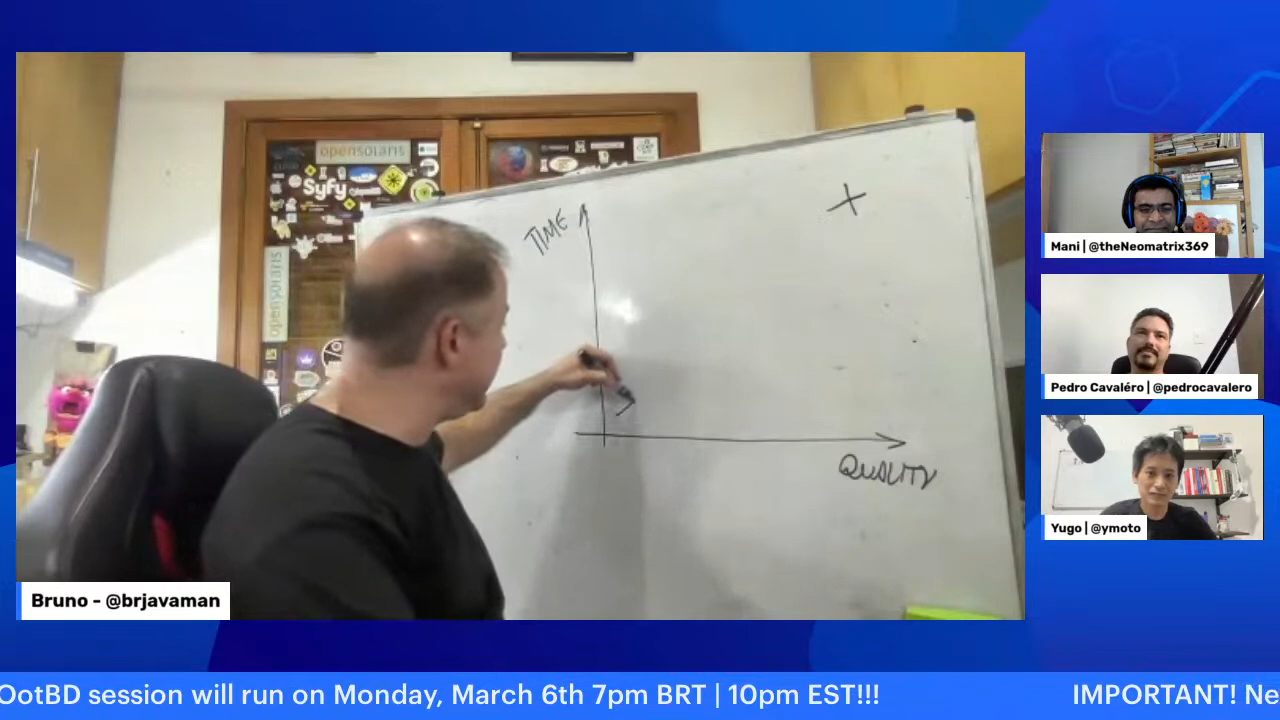 opensolaris
Syfy
opensolaris
TIME
QUALITY
Bruno - @brjavaman
Mani | @theNeomatrix369
Pedro Cavaléro | @pedrocavalero
Yugo | @ymoto
OotBD session will run on Monday, March 6th 7pm BRT | 10pm EST!!! IMPORTANT! Ne